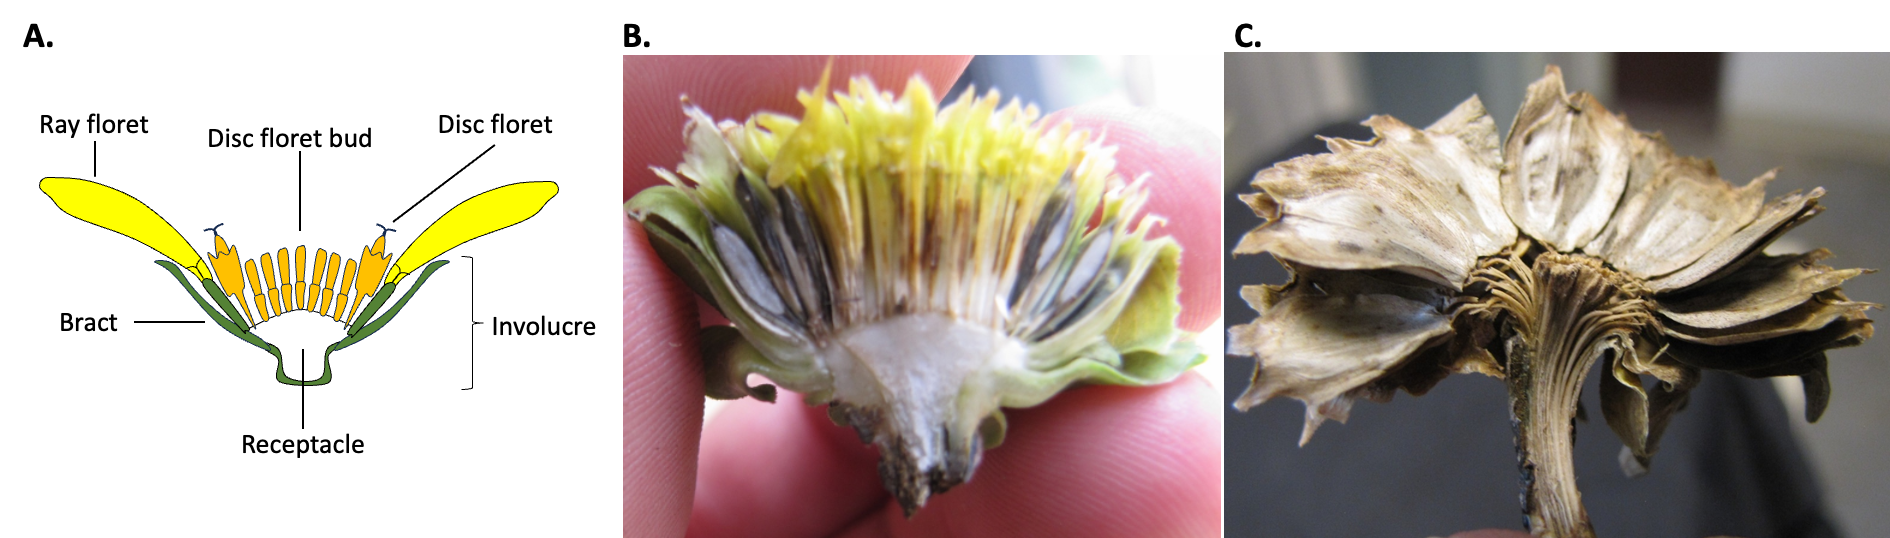 A.
B.
C.
Ray floret
Disc floret bud
Disc floret
Bract
Involucre
Receptacle